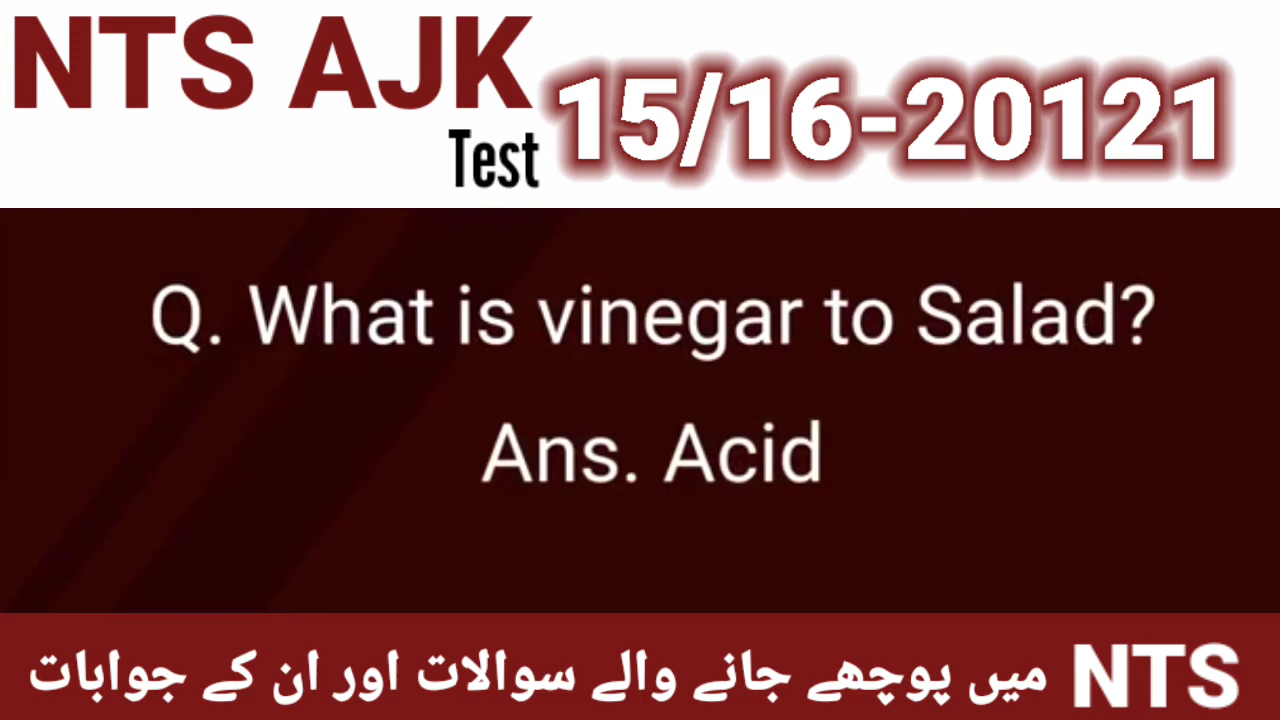 NTS AJK
Test 15/16-20121
Q. What is vinegar to Salad?
Ans. Acid
NTS میں پوچھے جانے والے سوالات اور ان کے جوابات